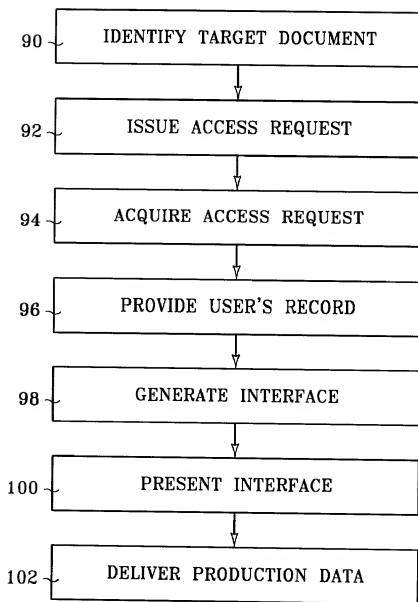 90 IDENTIFY TARGET DOCUMENT
92 ISSUE ACCESS REQUEST
94 ACQUIRE ACCESS REQUEST
96 PROVIDE USER'S RECORD
98 GENERATE INTERFACE
100 PRESENT INTERFACE
102 DELIVER PRODUCTION DATA